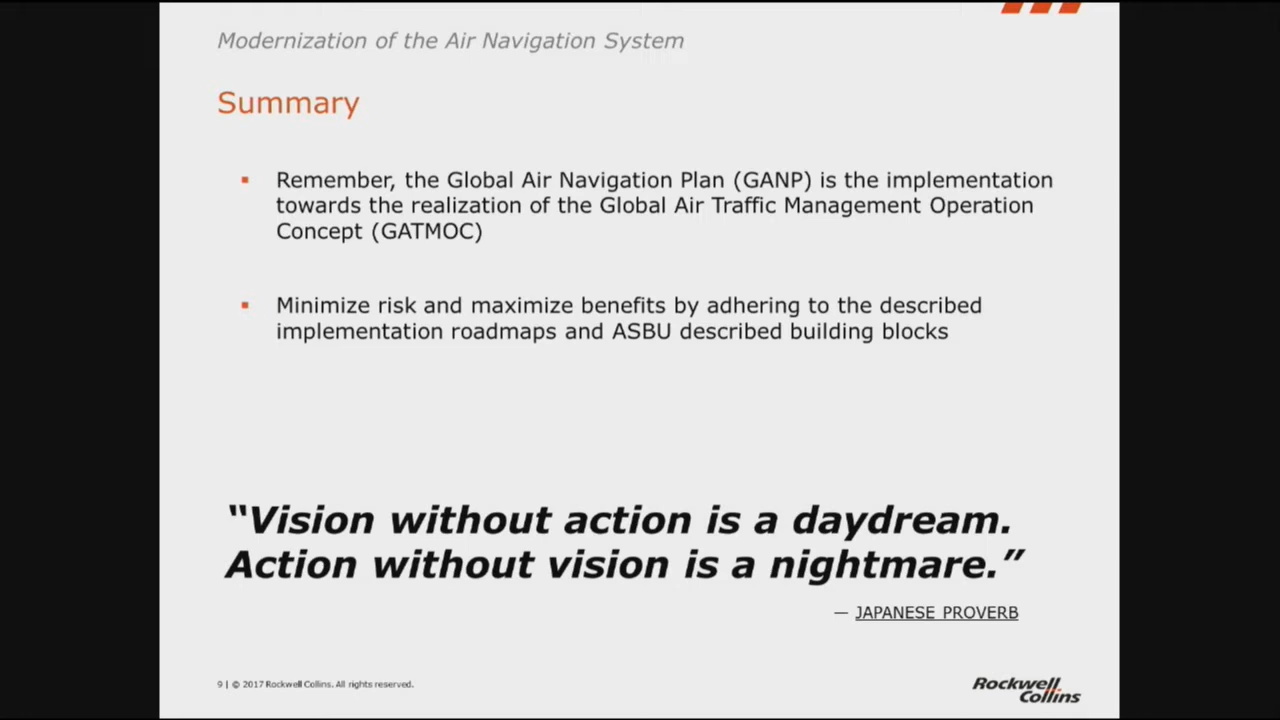 Modernization of the Air Navigation System
Summary
▪ Remember, the Global Air Navigation Plan (GANP) is the implementation
towards the realization of the Global Air Traffic Management Operation
Concept (GATMOC)
▪ Minimize risk and maximize benefits by adhering to the described
implementation roadmaps and ASBU described building blocks
“Vision without action is a daydream.
Action without vision is a nightmare.”
— JAPANESE PROVERB
9 | © 2017 Rockwell Collins. All rights reserved.
Rockwell
Collins